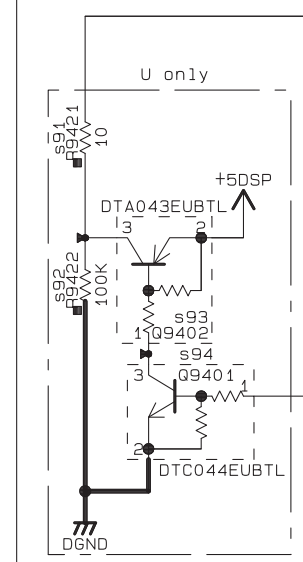 U only
s91
R9421
10
+5DSP
DTA043EUBTL
3
2
s92
R9422
100K
s93
1
Q9402
s94
3
Q9401
1
2
DTC044EUBTL
DGND